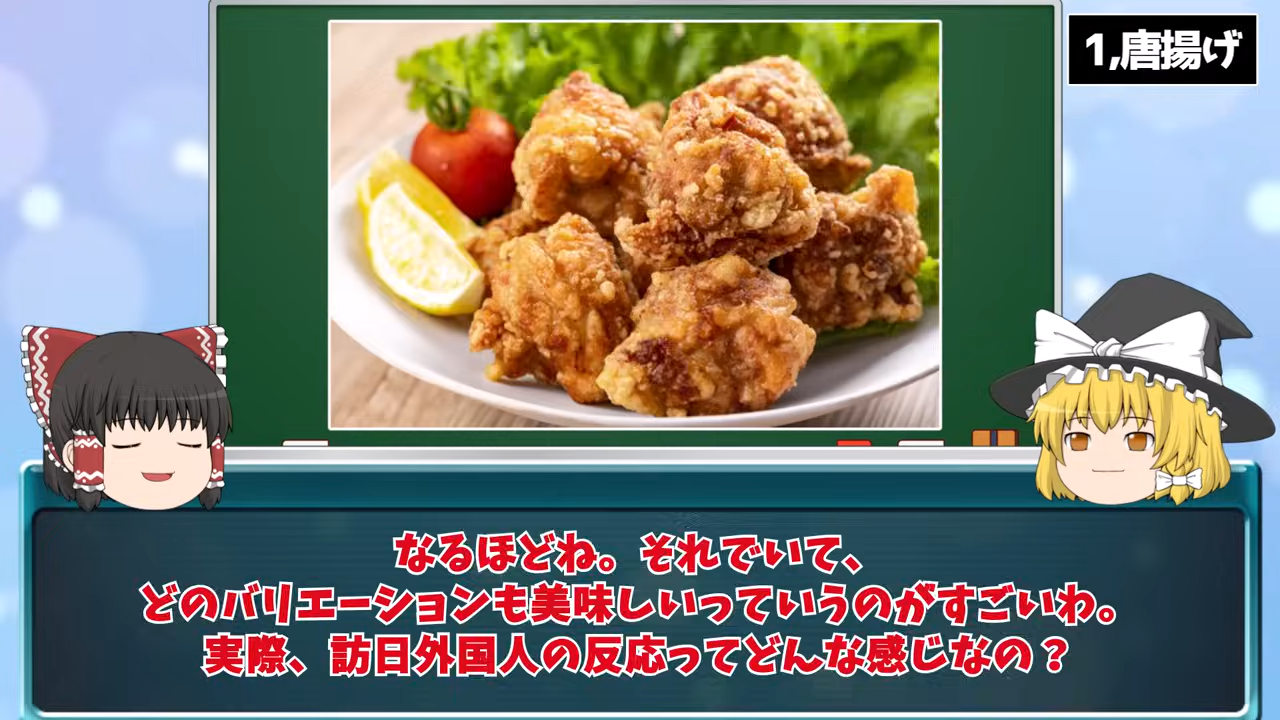 1,唐揚げ
なるほどね。それでいて、
どのバリエーションも美味しいっていうのがすごいわ。
実際、訪日外国人の反応ってどんな感じなの？